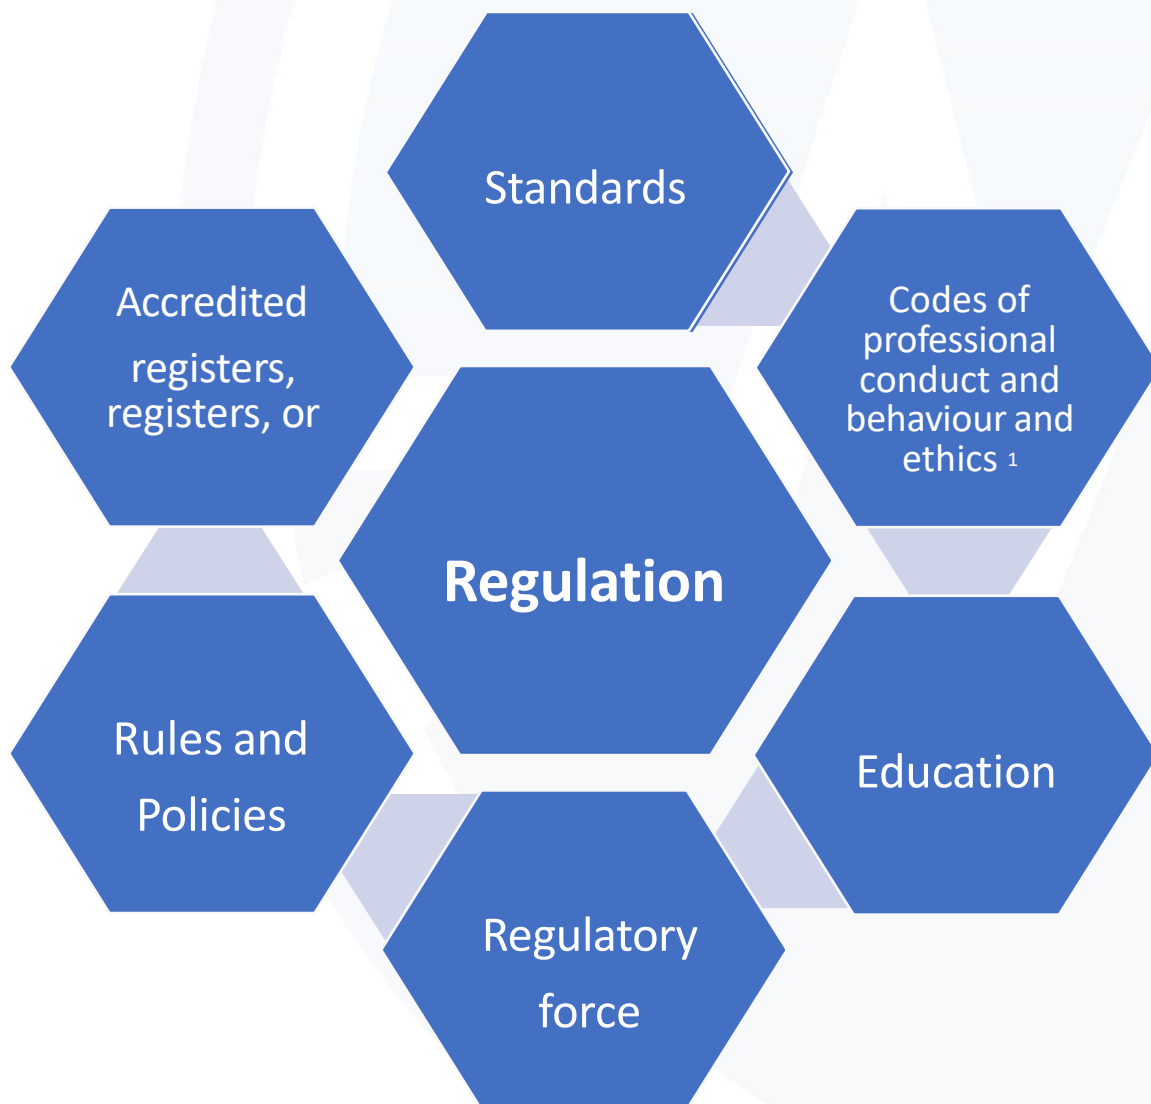 Standards
Accredited
registers,
registers, or
Codes of
professional
conduct and
behaviour and
ethics 1
Regulation
Rules and
Policies
Education
Regulatory
force